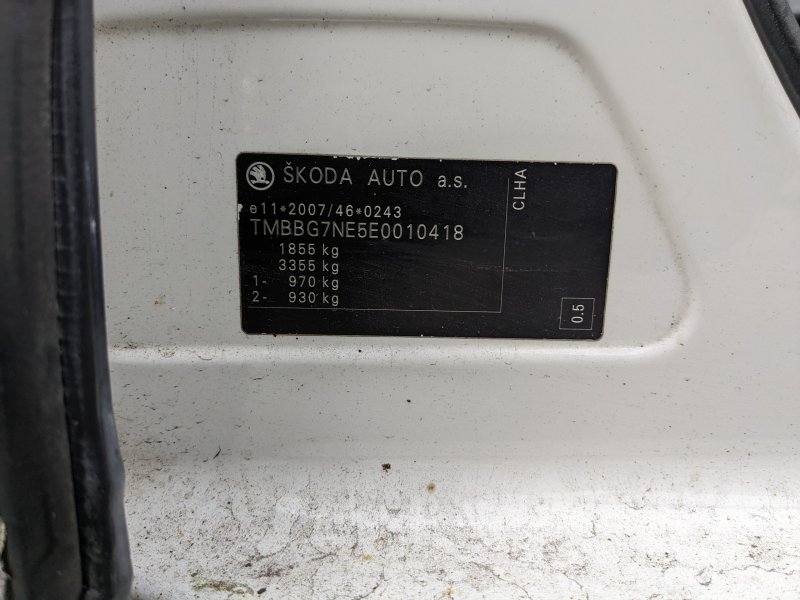 ŠKODA AUTO a.s.
e11*2007/46*0243
TMBBG7NE5E0010418
1855 kg
3355 kg
1- 970 kg
2- 930 kg
CLHA
0.5